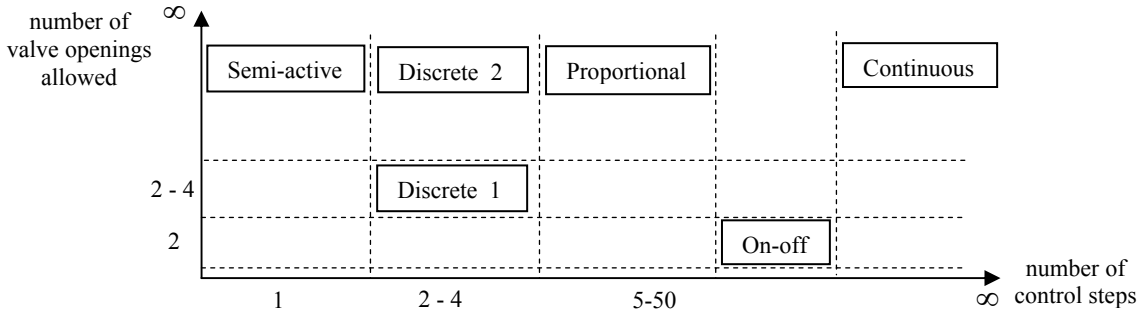 number of
valve openings
allowed
∞
Semi-active
Discrete 2
Proportional
Continuous
2 - 4
Discrete 1
2
On-off
1
2 - 4
5-50
∞
number of
control steps